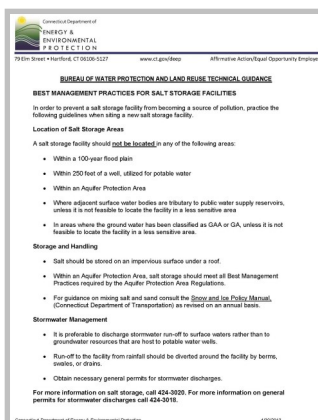 Connecticut Department of
ENERGY &
ENVIRONMENTAL
PROTECTION
79 Elm Street • Hartford, CT 06106-5127 www.ct.gov/deep Affirmative Action/Equal Opportunity Employe
BUREAU OF WATER PROTECTION AND LAND REUSE TECHNICAL GUIDANCE
BEST MANAGEMENT PRACTICES FOR SALT STORAGE FACILITIES
In order to prevent a salt storage facility from becoming a source of pollution, practice the
following guidelines when siting a new salt storage facility.
Location of Salt Storage Areas
A salt storage facility should not be located in any of the following areas:
• Within a 100-year flood plain
• Within 250 feet of a well, utilized for potable water
• Within an Aquifer Protection Area
• Where adjacent surface water bodies are tributary to public water supply reservoirs,
unless it is not feasible to locate the facility in a less sensitive area
• In areas where the ground water has been classified as GAA or GA, unless it is not
feasible to locate the facility in a less sensitive area.
Storage and Handling
• Salt should be stored on an impervious surface under a roof.
• Within an Aquifer Protection Area, salt storage should meet all Best Management
Practices required by the Aquifer Protection Area Regulations.
• For guidance on mixing salt and sand consult the Snow and Ice Policy Manual,
(Connecticut Department of Transportation) as revised on an annual basis.
Stormwater Management
• It is preferable to discharge stormwater run-off to surface waters rather than to
groundwater resources that are host to potable water wells.
• Run-off to the facility from rainfall should be diverted around the facility by berms,
swales, or drains.
• Obtain necessary general permits for stormwater discharges.
For more information on salt storage, call 424-3020. For more information on general
permits for stormwater discharges call 424-3018.
Connecticut Department of Energy & Environmental Protection